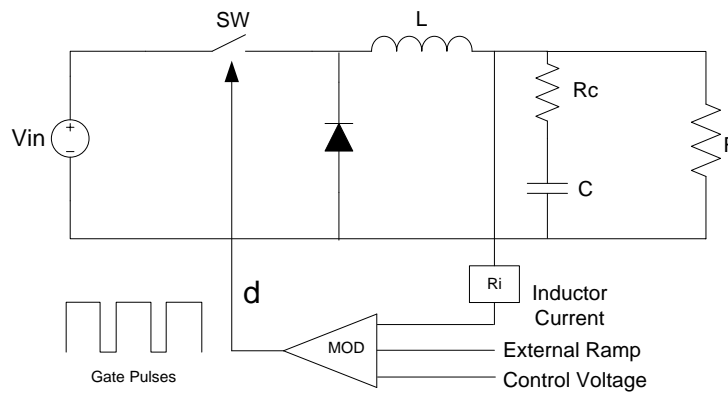 SW
L
Rc
R
Vin
C
d
Ri
Inductor
Current
MOD
External Ramp
Control Voltage
Gate Pulses